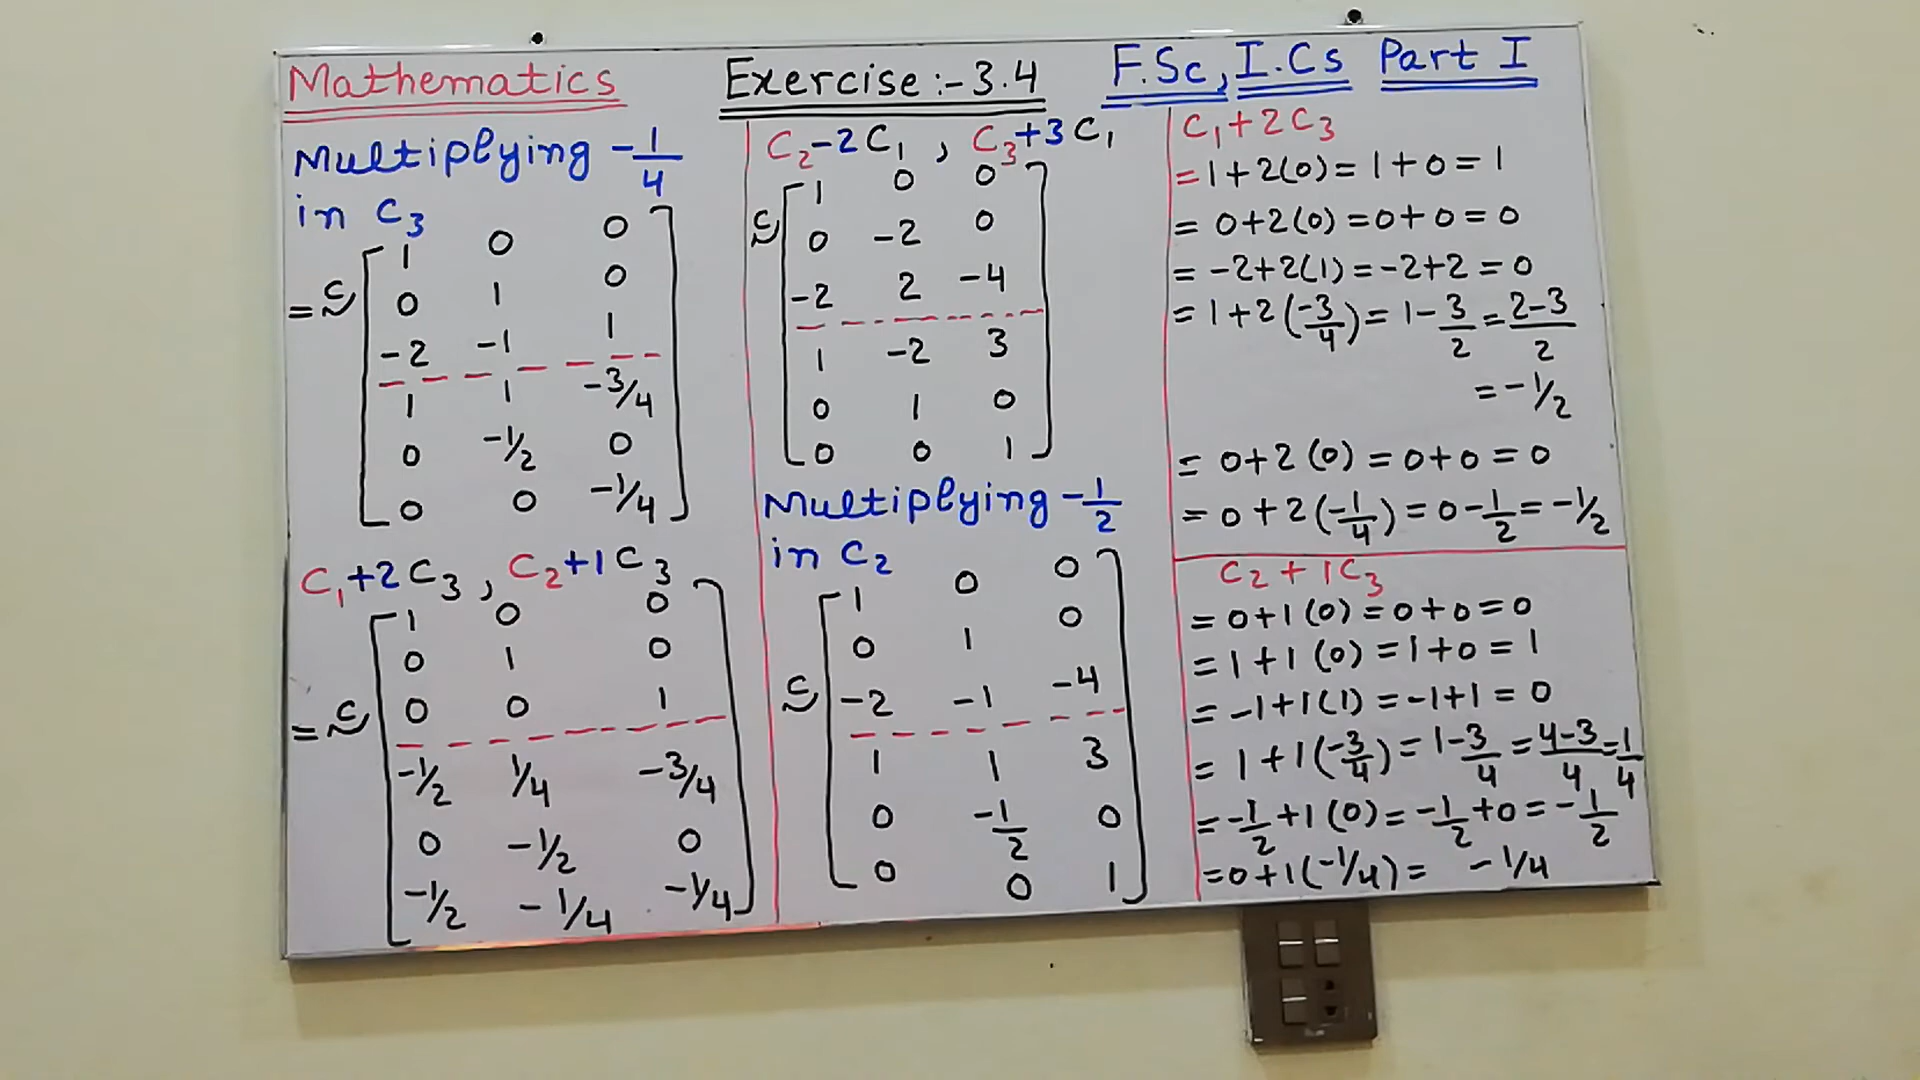 Mathematics Exercise:-3.4 F.Sc, I.Cs Part I
Multiplying -1/4
in C3
= C~ [ 1 0 0
0 1 0
-2 -1 1
- - - - - - -
1 1 -3/4
0 -1/2 0
0 0 -1/4 ]
C1+2C3, C2+1C3
= C~ [ 1 0 0
0 1 0
0 0 1
- - - - - - -
-1/2 1/4 -3/4
0 -1/2 0
-1/2 -1/4 -1/4 ]
C2-2C1, C3+3C1
C~ [ 1 0 0
0 -2 0
-2 2 -4
- - - - - - -
1 -2 3
0 1 0
0 0 1 ]
Multiplying -1/2
in C2
C~ [ 1 0 0
0 1 0
-2 -1 -4
- - - - - - -
1 1 3
0 -1/2 0
0 0 1 ]
C1+2C3
=1+2(0)=1+0=1
=0+2(0)=0+0=0
=-2+2(1)=-2+2=0
=1+2(-3/4)=1-3/2=2-3/2
=-1/2
=0+2(0)=0+0=0
=0+2(-1/4)=0-1/2=-1/2
C2+1C3
=0+1(0)=0+0=0
=1+1(0)=1+0=1
=-1+1(1)=-1+1=0
=1+1(-3/4)=1-3/4=4-3/4=1/4
=-1/2+1(0)=-1/2+0=-1/2
=0+1(-1/4)= -1/4